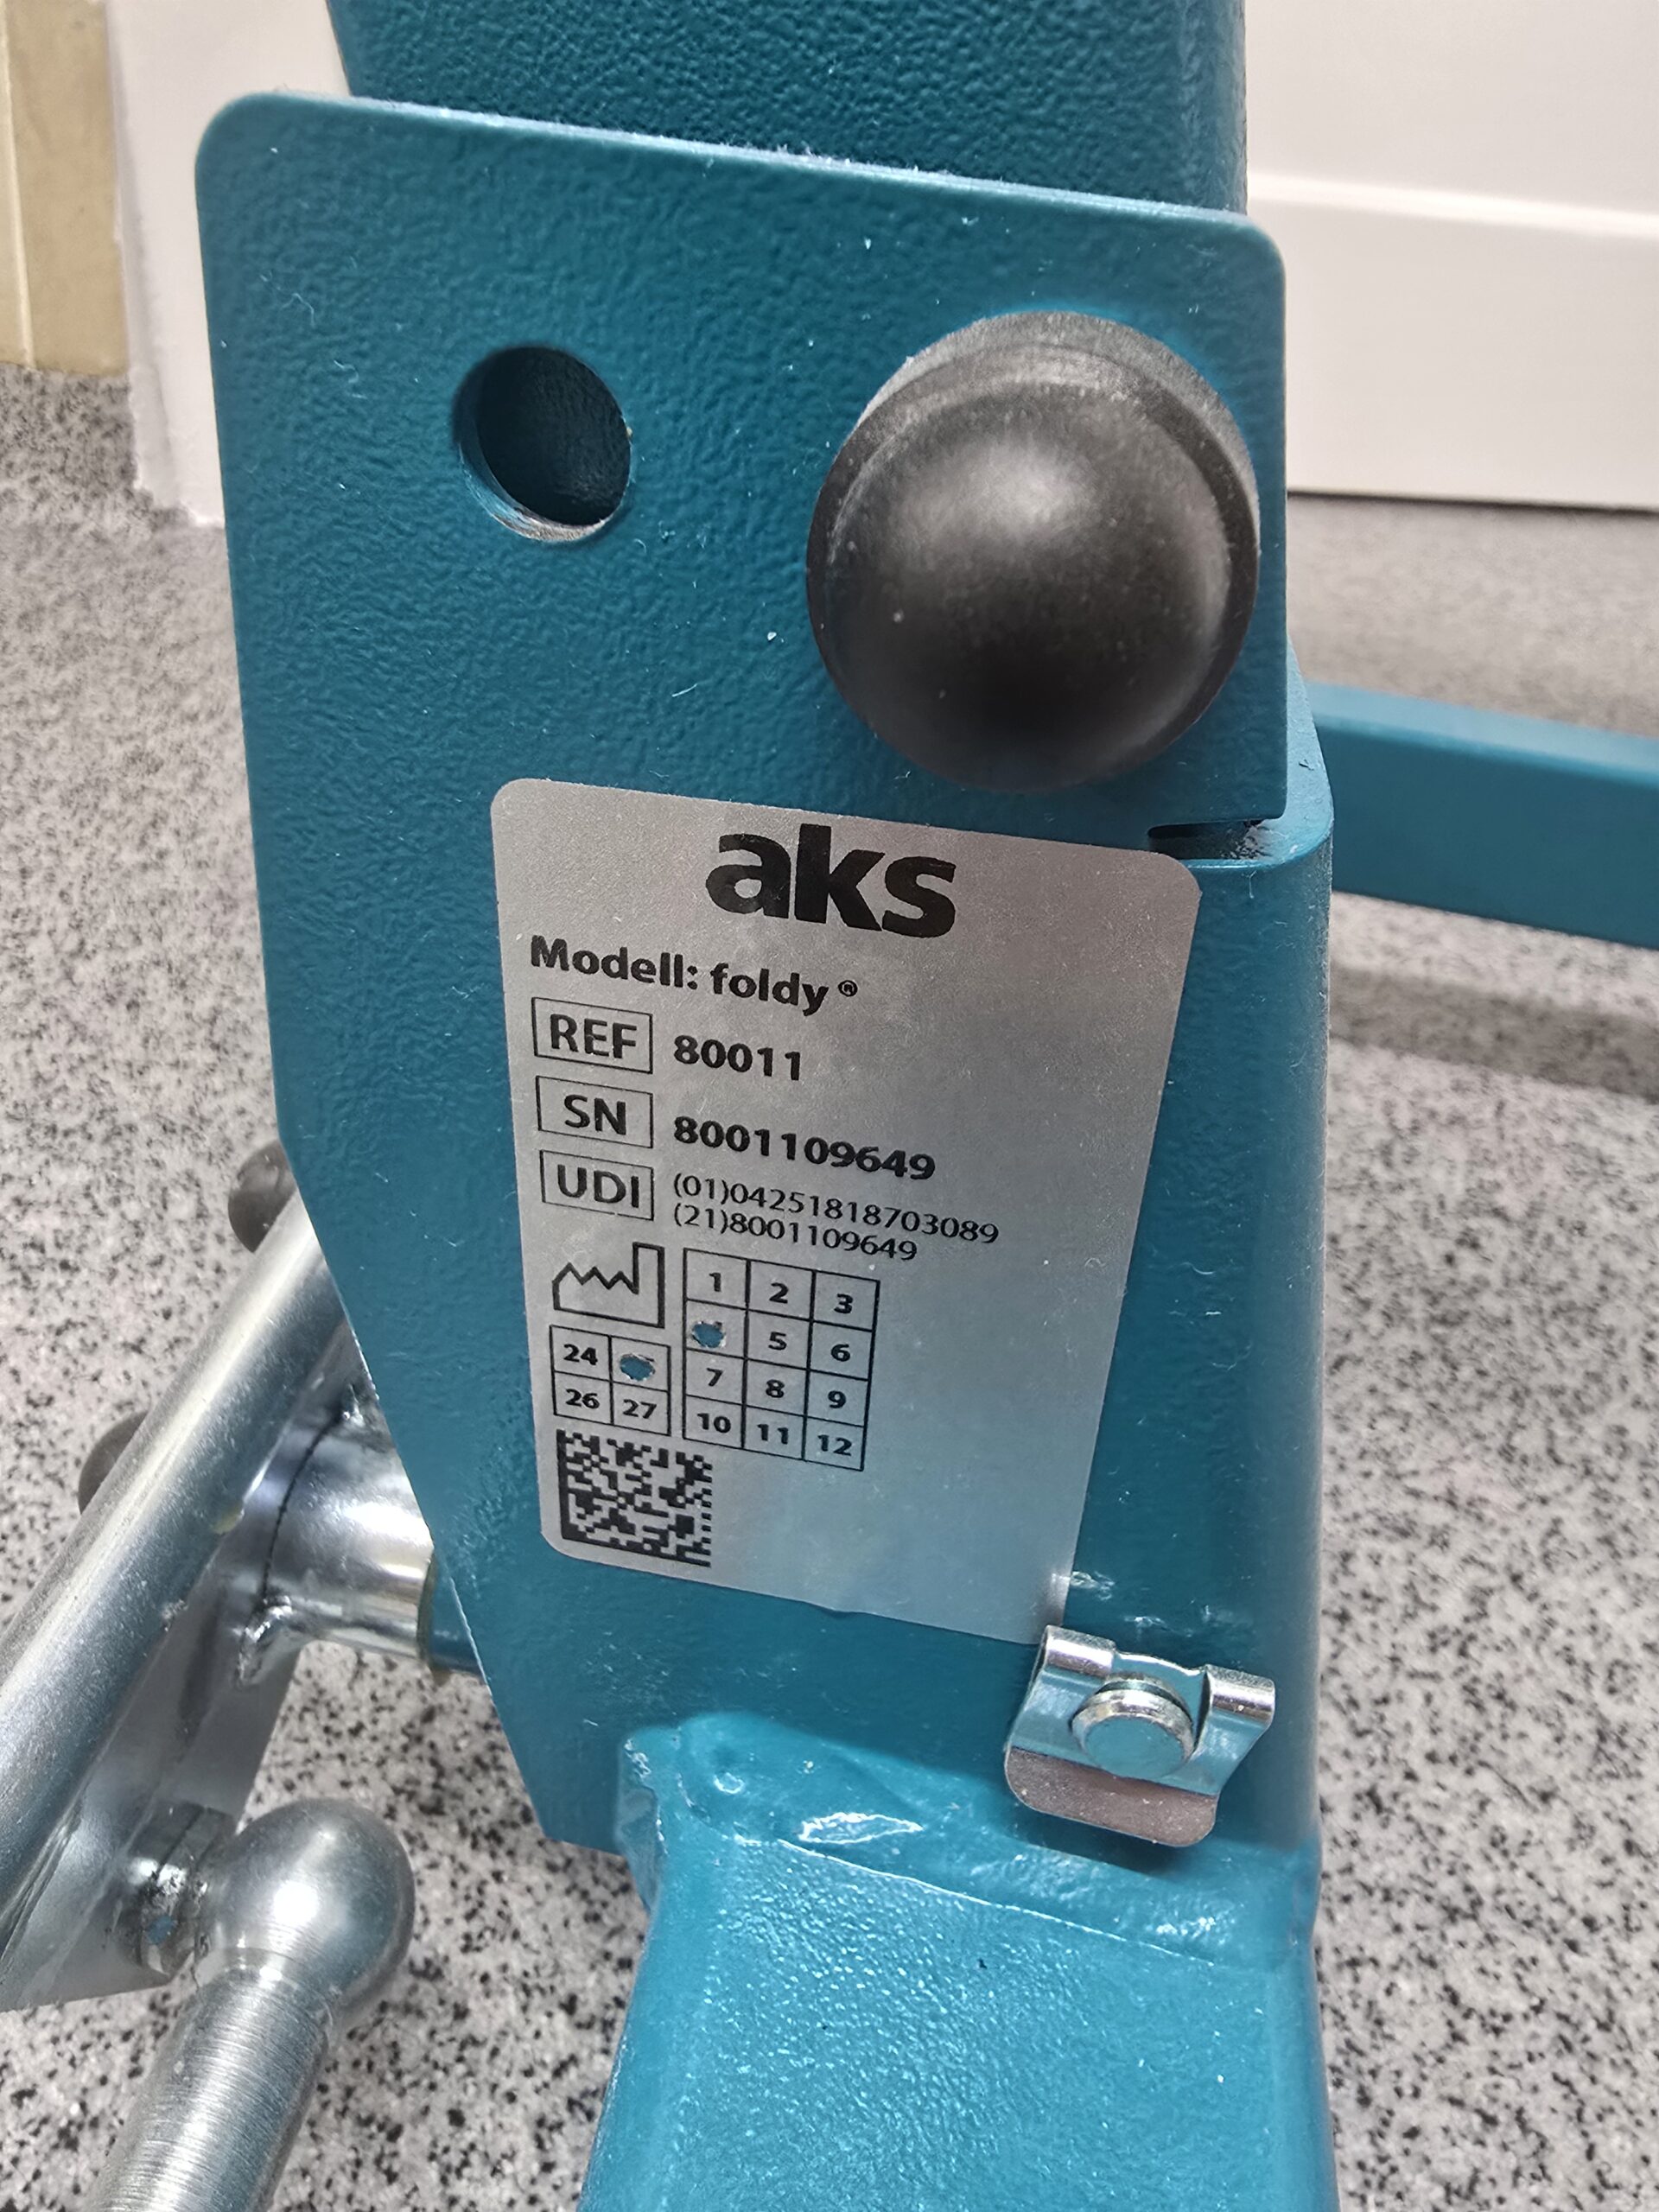 aks
Modell: foldy®
REF 80011
SN 8001109649
UDI (01)04251818703089
(21)8001109649
1 2 3
5 6
7 8 9
10 11 12
24
26 27